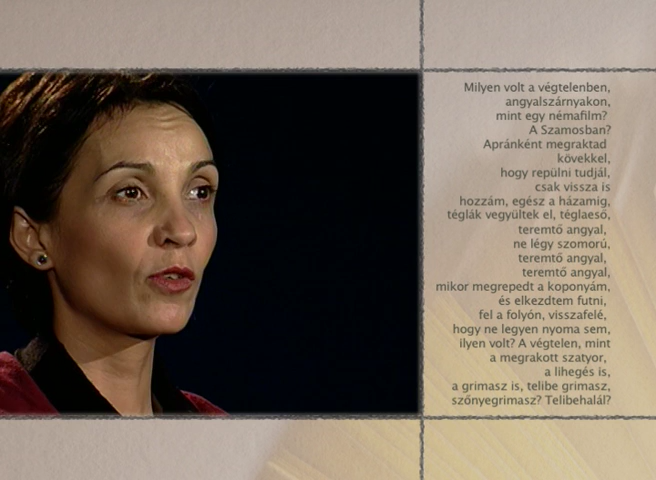 Milyen volt a végtelenben,
angyalszárnyakon,
mint egy némafilm?
A Szamosban?
Apránként megraktad
kövekkel,
hogy repülni tudjál,
csak vissza is
hozzám, egész a házamig,
téglák vegyültek el, téglaeső,
teremtő angyal,
ne légy szomorú,
teremtő angyal,
teremtő angyal,
mikor megrepedt a koponyám,
és elkezdtem futni,
fel a folyón, visszafelé,
hogy ne legyen nyoma sem,
ilyen volt? A végtelen, mint
a megrakott szatyor,
a lihegés is,
a grimasz is, telibe grimasz,
szőnyegrimasz? Telibehalál?